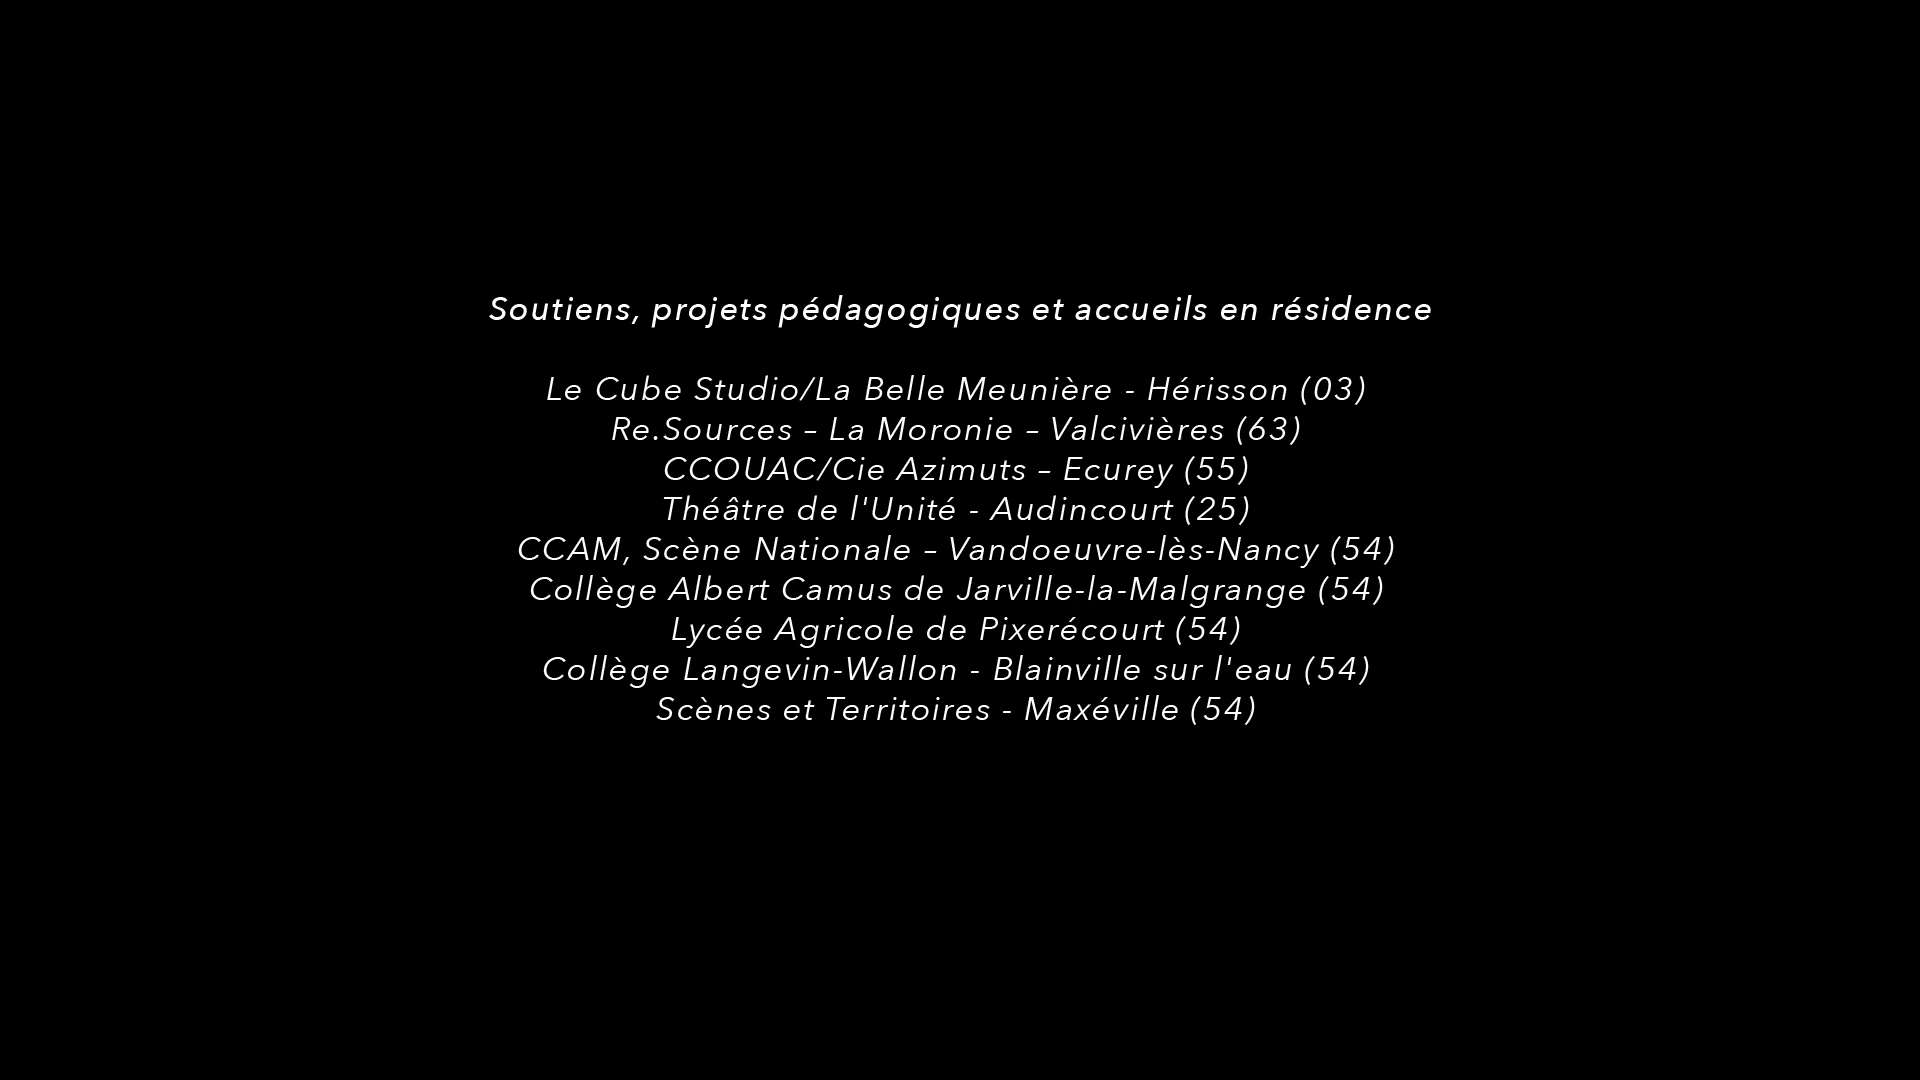 Soutiens, projets pédagogiques et accueils en résidence
Le Cube Studio/La Belle Meunière - Hérisson (03)
Re.Sources – La Moronie – Valcivières (63)
CCOUAC/Cie Azimuts – Ecurey (55)
Théâtre de l'Unité - Audincourt (25)
CCAM, Scène Nationale – Vandoeuvre-lès-Nancy (54)
Collège Albert Camus de Jarville-la-Malgrange (54)
Lycée Agricole de Pixerécourt (54)
Collège Langevin-Wallon - Blainville sur l'eau (54)
Scènes et Territoires - Maxéville (54)